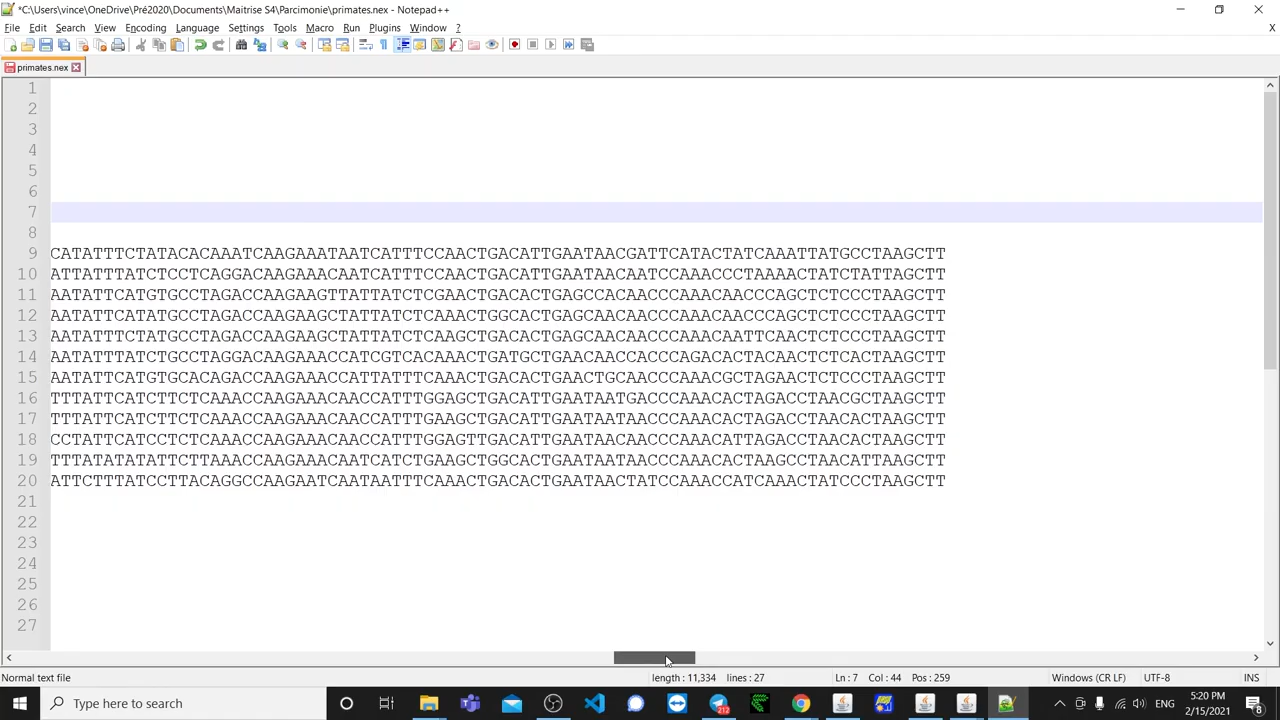 *C:\Users\vince\OneDrive\Pré2020\Documents\Maitrise S4\Parcimonie\primates.nex - Notepad++
File Edit Search View Encoding Language Settings Tools Macro Run Plugins Window ? X
primates.nex
1
2
3
4
5
6
7
8
9 CATATTTCTATACACAAATCAAGAAATAATCATTTCCAACTGACATTGAATAACGATTCATACTATCAAATTATGCCTAAGCTT
10 ATTATTTATCTCCTCAGGACAAGAAACAATCATTTCCAACTGACATTGAATAACAATCCAAACCCTAAAACTATCTATTAGCTT
11 AATATTCATGTGCCTAGACCAAGAAGTTATTATCTCGAACTGACACTGAGCCACAACCCAAACAACCCAGCTCTCCCTAAGCTT
12 AATATTCATATGCCTAGACCAAGAAGCTATTATCTCAAACTGGCACTGAGCAACAACCCAAACAACCCAGCTCTCCCTAAGCTT
13 AATATTTCTATGCCTAGACCAAGAAGCTATTATCTCAAGCTGACACTGAGCAACAACCCAAACAATTCAACTCTCCCTAAGCTT
14 AATATTTATCTGCCTAGGACAAGAAACCATCGTCACAAACTGATGCTGAACAACCACCCAGACACTACAACTCTCACTAAGCTT
15 AATATTCATGTGCACAGACCAAGAAACCATTATTTCAAACTGACACTGAACTGCAACCCAAACGCTAGAACTCTCCCTAAGCTT
16 TTTATTCATCTTCTCAAACCAAGAAACAACCATTTGGAGCTGACATTGAATAATGACCCAAACACTAGACCTAACGCTAAGCTT
17 TTTATTCATCTTCTCAAACCAAGAAACAACCATTTGAAGCTGACATTGAATAATAACCCAAACACTAGACCTAACACTAAGCTT
18 CCTATTCATCCTCTCAAACCAAGAAACAACCATTTGGAGTTGACATTGAATAACAACCCAAACATTAGACCTAACACTAAGCTT
19 TTTATATATATTCTTAAACCAAGAAACAATCATCTGAAGCTGGCACTGAATAATAACCCAAACACTAAGCCTAACATTAAGCTT
20 ATTCTTTATCCTTACAGGCCAAGAATCAATAATTTCAAACTGACACTGAATAACTATCCAAACCATCAAACTATCCCTAAGCTT
21
22
23
24
25
26
27
Normal text file length : 11,334 lines : 27 Ln : 7 Col : 44 Pos : 259 Windows (CR LF) UTF-8 INS
Type here to search 212 ENG 5:20 PM
2/15/2021 8